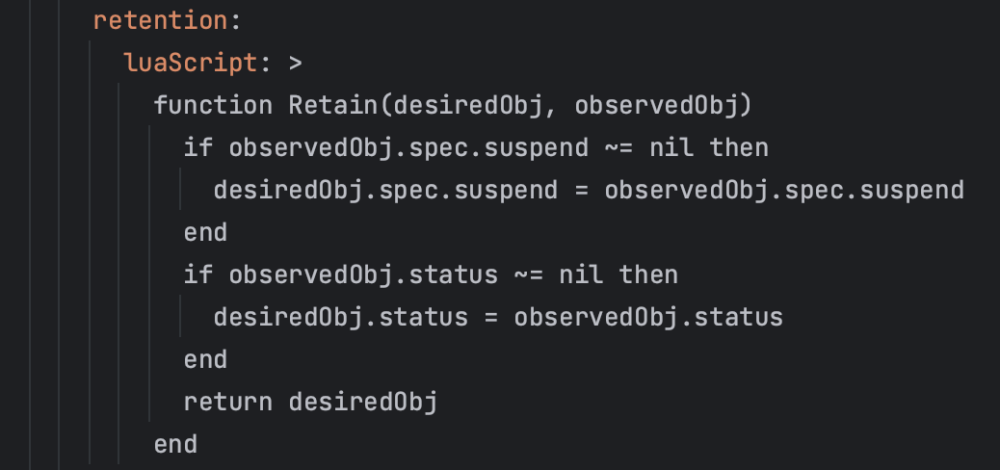 retention:
  luaScript: >
    function Retain(desiredObj, observedObj)
      if observedObj.spec.suspend ~= nil then
        desiredObj.spec.suspend = observedObj.spec.suspend
      end
      if observedObj.status ~= nil then
        desiredObj.status = observedObj.status
      end
      return desiredObj
    end